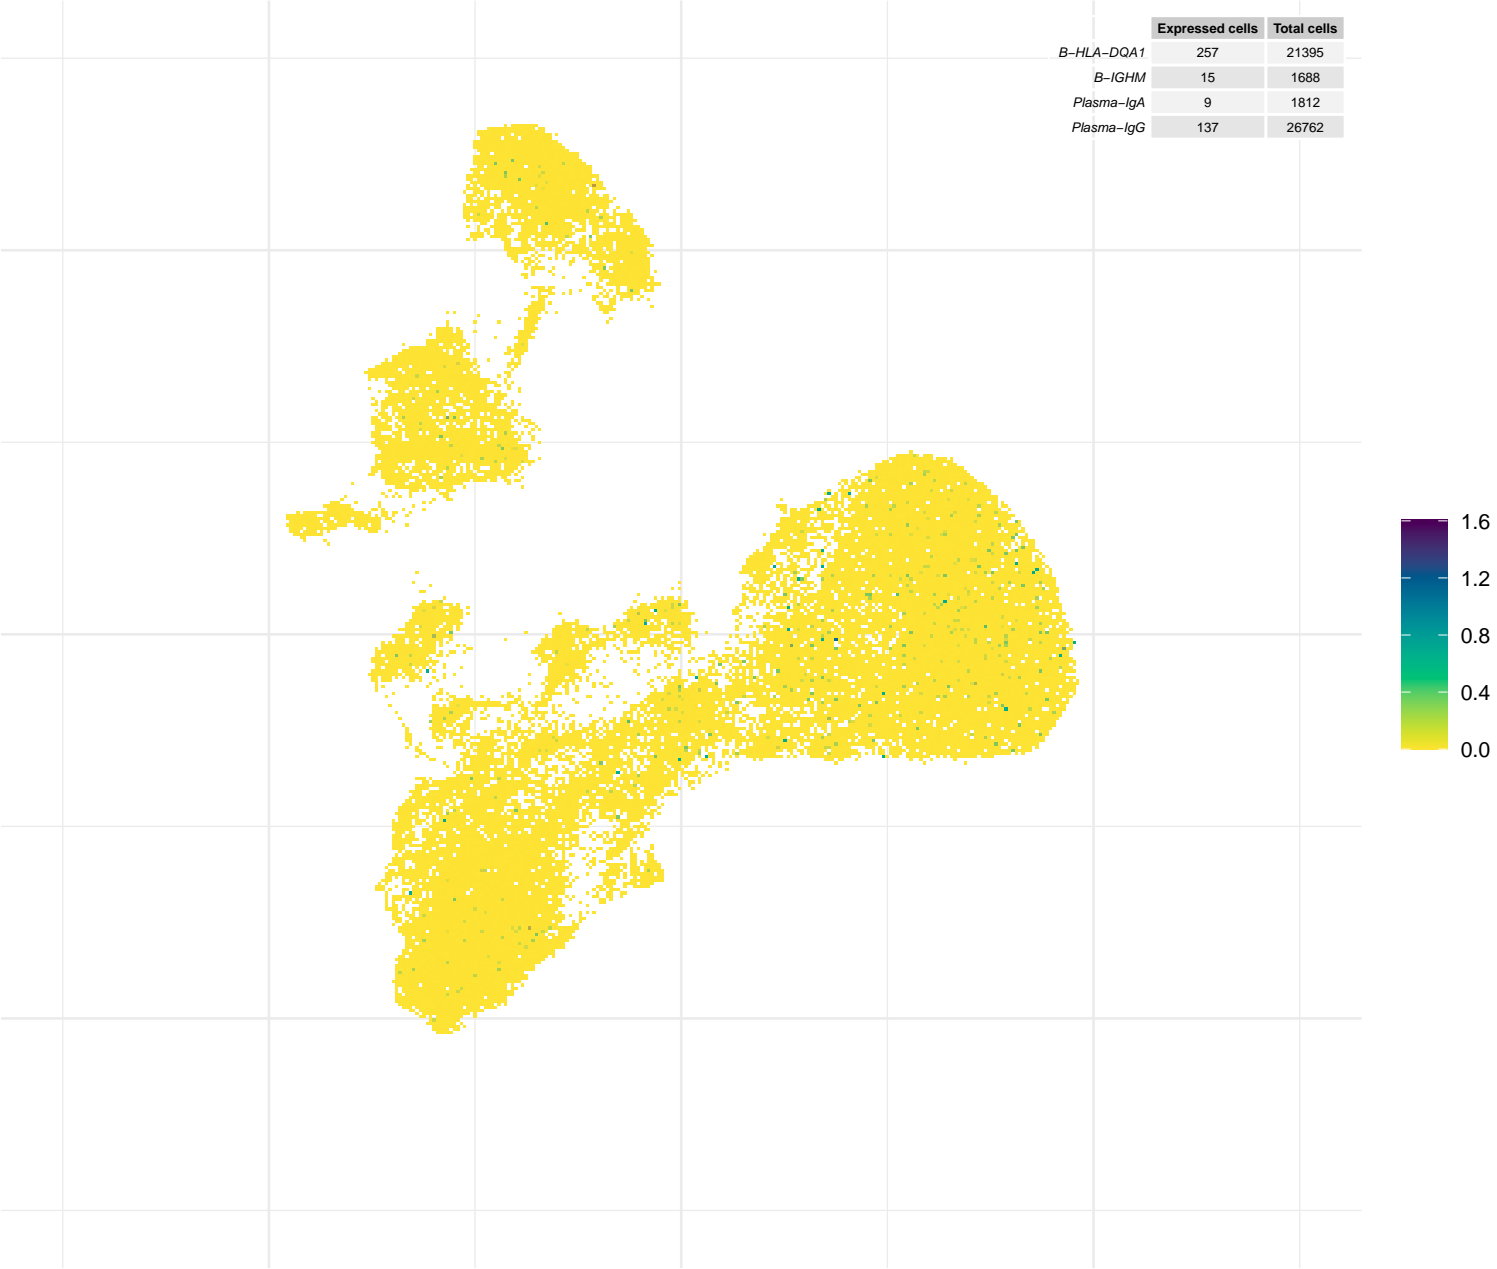 Expressed cells Total cells
B−HLA−DQA1 257 21395
B−IGHM 15 1688
Plasma−IgA 9 1812
Plasma−IgG 137 26762
1.6
1.2
0.8
0.4
0.0